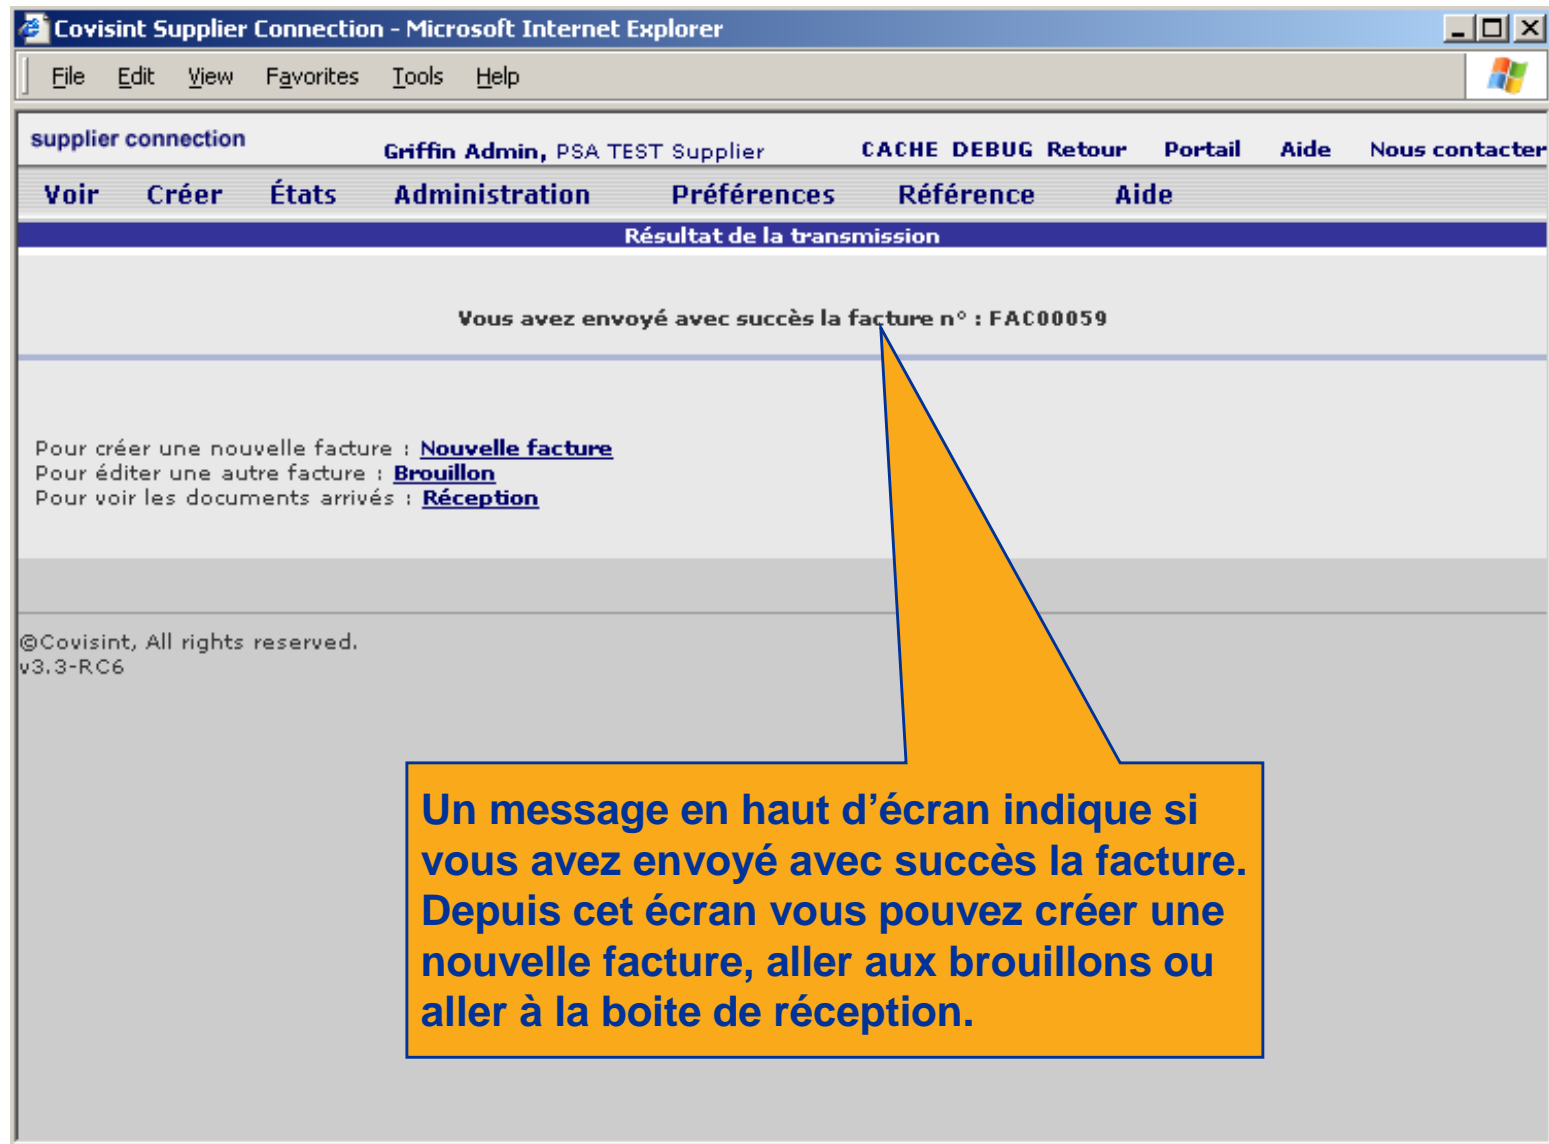 Covisint Supplier Connection - Microsoft Internet Explorer
File Edit View Favorites Tools Help
supplier connection Griffin Admin, PSA TEST Supplier CACHE DEBUG Retour Portail Aide Nous contacter
Voir Créer États Administration Préférences Référence Aide
Résultat de la transmission
Vous avez envoyé avec succès la facture n° : FAC00059
Pour créer une nouvelle facture : Nouvelle facture
Pour éditer une autre facture : Brouillon
Pour voir les documents arrivés : Réception
©Covisint, All rights reserved.
v3.3-RC6
Un message en haut d’écran indique si
vous avez envoyé avec succès la facture.
Depuis cet écran vous pouvez créer une
nouvelle facture, aller aux brouillons ou
aller à la boite de réception.